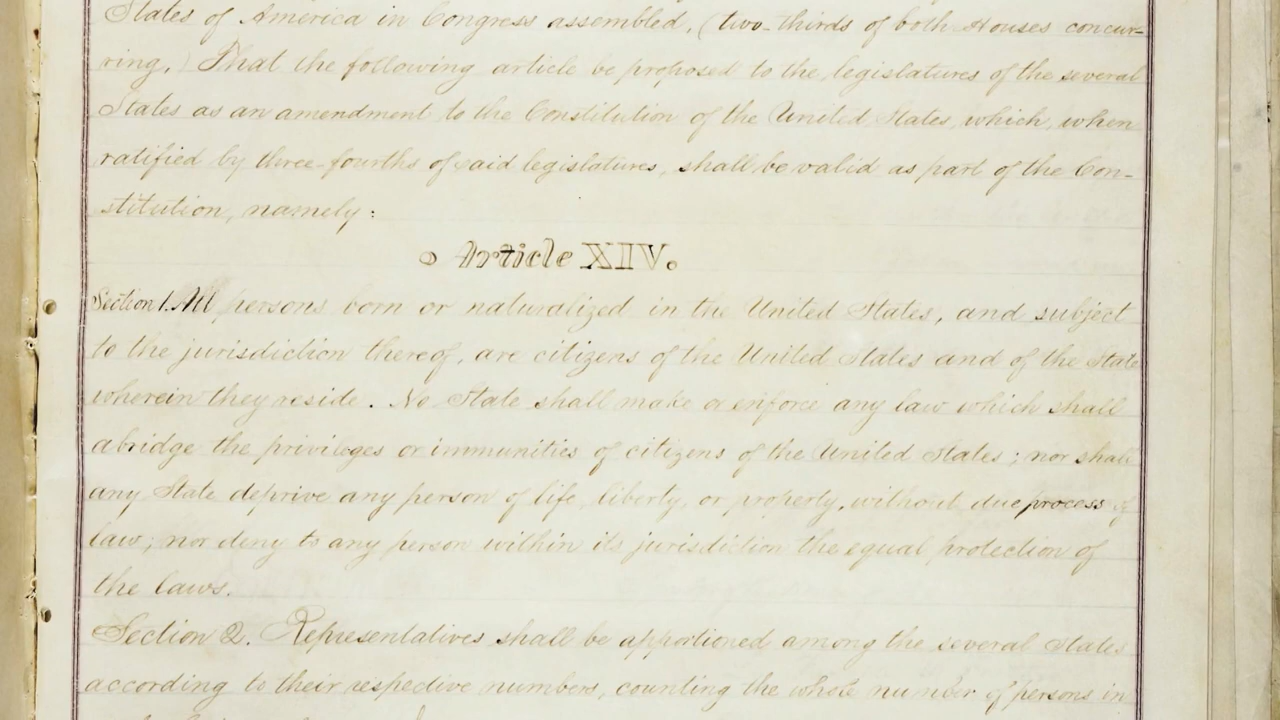 States of America in Congress assembled, (two-thirds of both Houses concur-
ring,) That the following article be proposed to the legislatures of the several
States as an amendment to the Constitution of the United States, which, when
ratified by three-fourths of said legislatures, shall be valid as part of the Con-
stitution, namely:
Article XIV.
Section 1. All persons born or naturalized in the United States, and subject
to the jurisdiction thereof, are citizens of the United States and of the State
wherein they reside. No State shall make or enforce any law which shall
abridge the privileges or immunities of citizens of the United States; nor shall
any State deprive any person of life, liberty, or property, without due process of
law; nor deny to any person within its jurisdiction the equal protection of
the laws.
Section 2. Representatives shall be apportioned among the several States
according to their respective numbers, counting the whole number of persons in